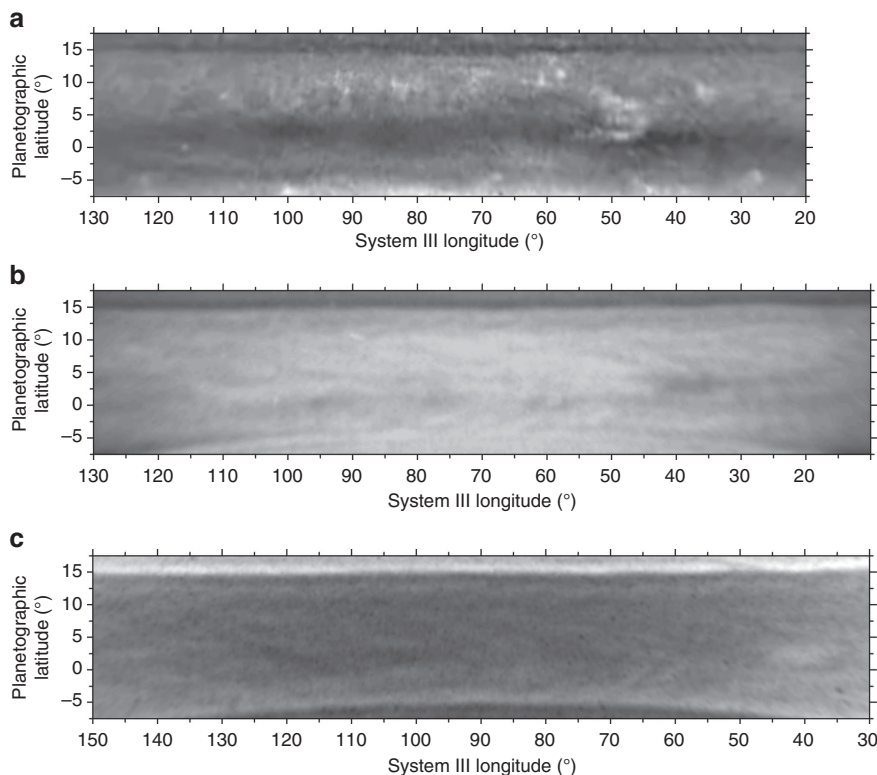 a
Planetographic
latitude (°)
15
10
5
0
–5
130 120 110 100 90 80 70 60 50 40 30 20
System III longitude (°)
b
Planetographic
latitude (°)
15
10
5
0
–5
130 120 110 100 90 80 70 60 50 40 30 20
System III longitude (°)
c
Planetographic
latitude (°)
15
10
5
0
–5
150 140 130 120 110 100 90 80 70 60 50 40 30
System III longitude (°)